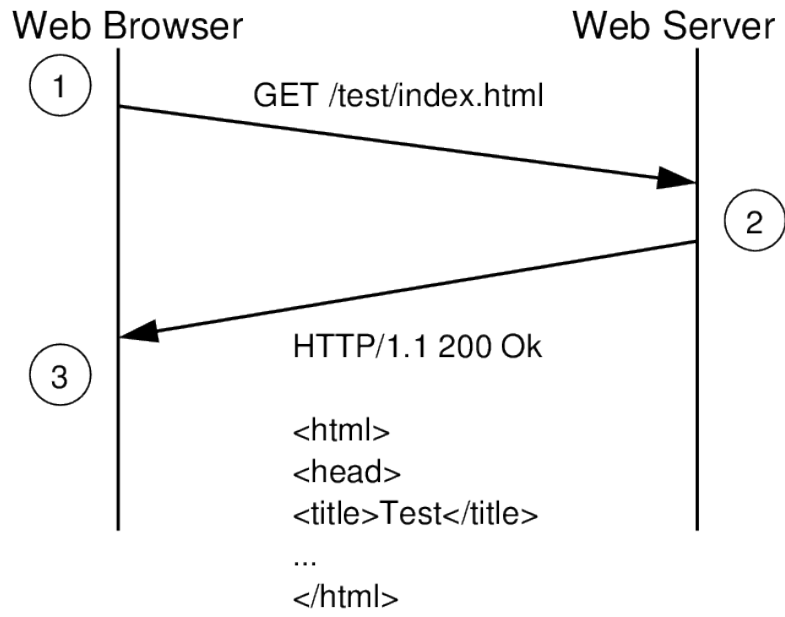 Web Browser
Web Server
1
GET /test/index.html
2
HTTP/1.1 200 Ok
3
<html>
<head>
<title>Test</title>
...
</html>